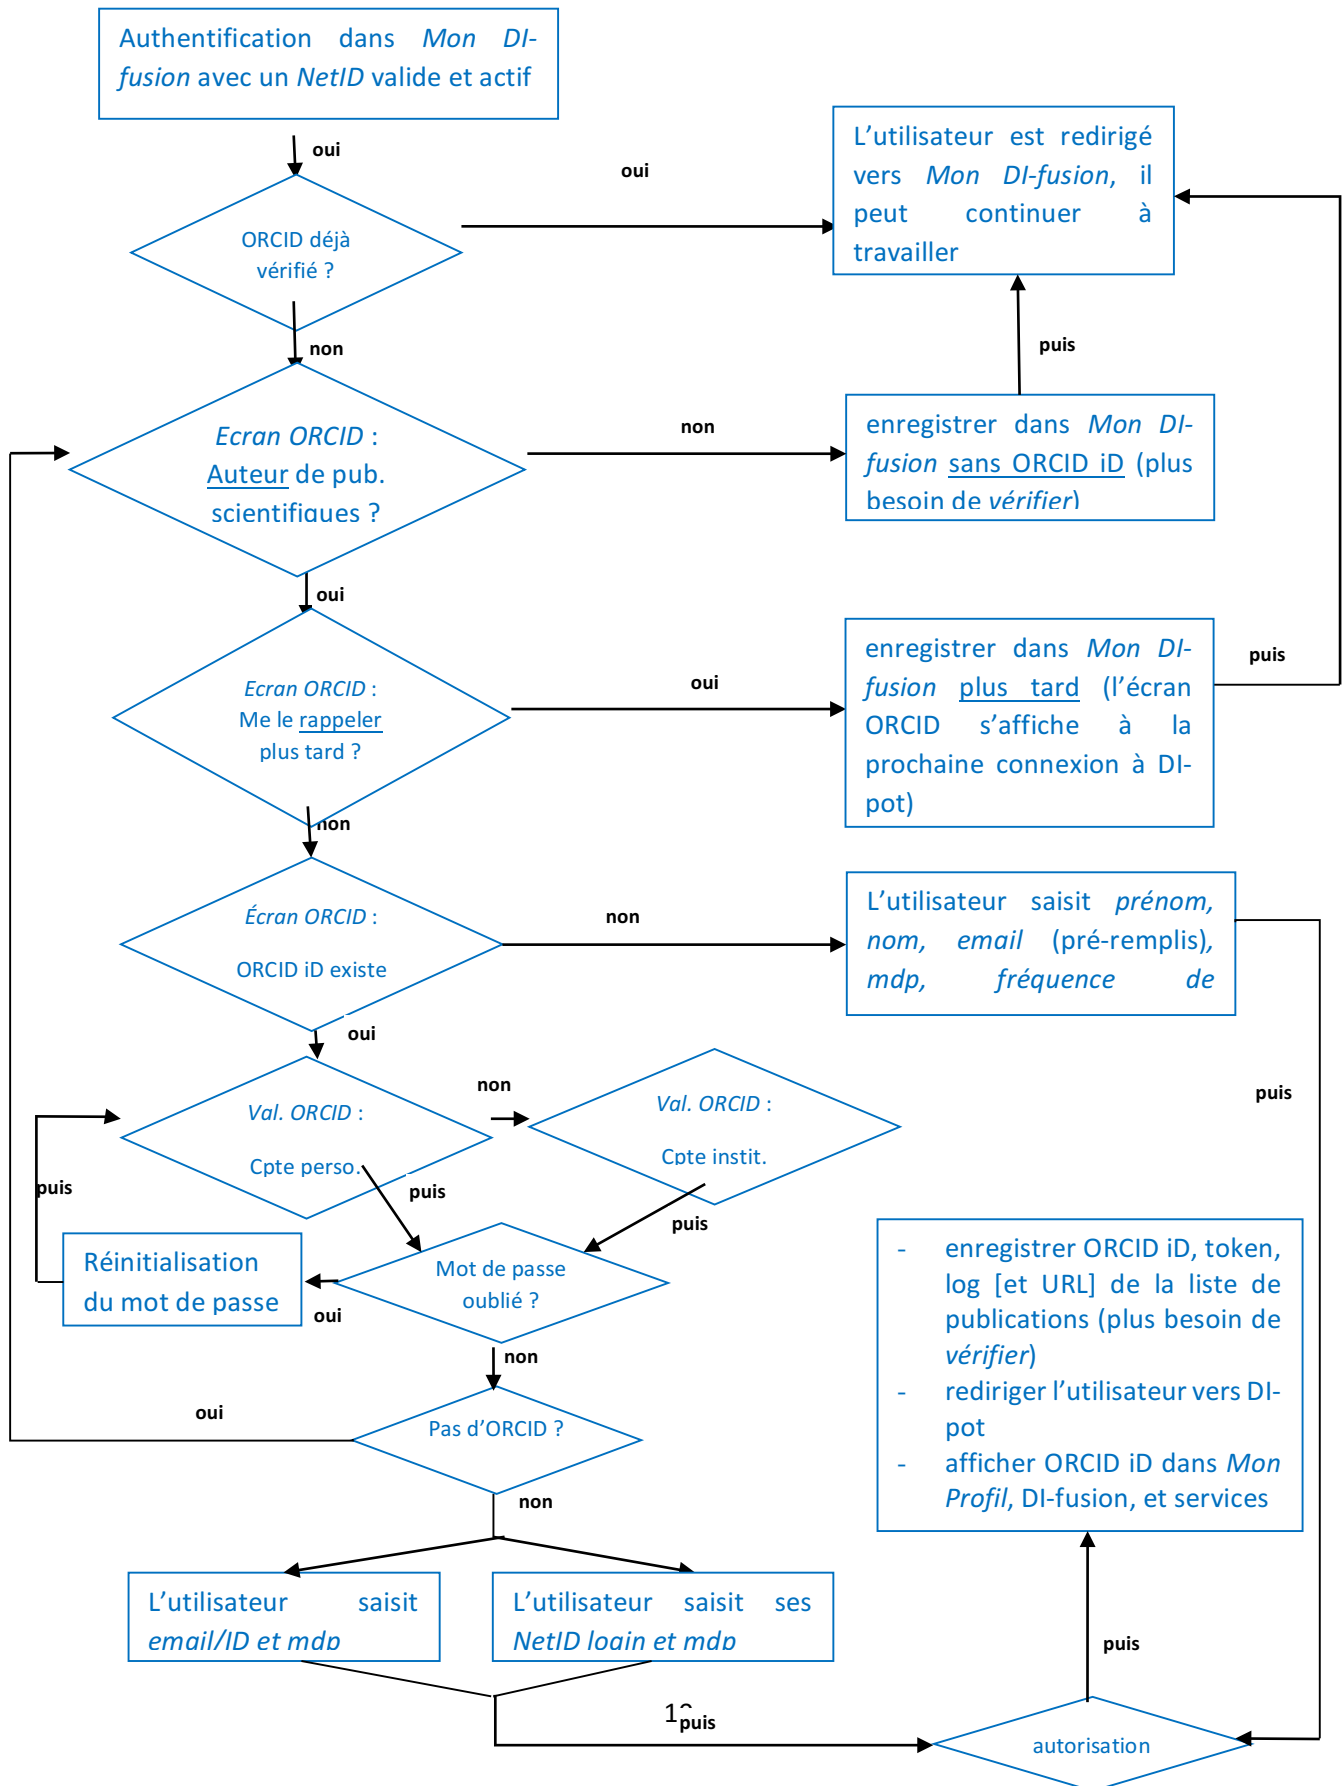 Authentification dans Mon DI-
fusion avec un NetID valide et actif
oui
oui
L’utilisateur est redirigé
vers Mon DI-fusion, il
peut continuer à
travailler
ORCID déjà
vérifié ?
non
puis
Ecran ORCID :
Auteur de pub.
scientifiques ?
non
enregistrer dans Mon DI-
fusion sans ORCID iD (plus
besoin de vérifier)
oui
Ecran ORCID :
Me le rappeler
plus tard ?
oui
enregistrer dans Mon DI-
fusion plus tard (l’écran
ORCID s’affiche à la
prochaine connexion à DI-
pot)
puis
non
Écran ORCID :
ORCID iD existe
non
L’utilisateur saisit prénom,
nom, email (pré-remplis),
mdp, fréquence de
oui
puis
Val. ORCID :
Cpte perso.
non
Val. ORCID :
Cpte instit.
puis
puis
puis
Réinitialisation
du mot de passe
oui
Mot de passe
oublié ?
non
oui
Pas d’ORCID ?
non
- enregistrer ORCID iD, token,
log [et URL] de la liste de
publications (plus besoin de
vérifier)
- rediriger l’utilisateur vers DI-
pot
- afficher ORCID iD dans Mon
Profil, DI-fusion, et services
L’utilisateur saisit
email/ID et mdp
L’utilisateur saisit ses
NetID login et mdp
puis
puis
autorisation